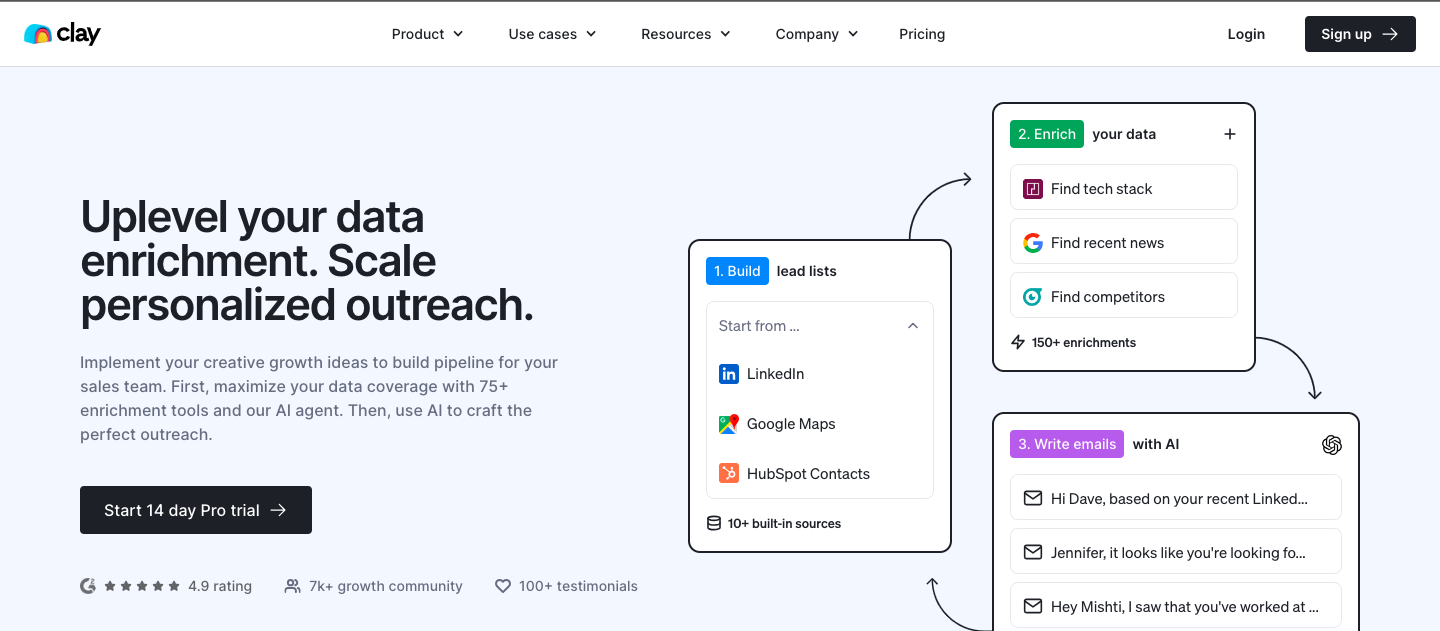 clay
Product
Use cases
Resources
Company
Pricing
Login
Sign up
Uplevel your data
enrichment. Scale
personalized outreach.
Implement your creative growth ideas to build pipeline for your
sales team. First, maximize your data coverage with 75+
enrichment tools and our AI agent. Then, use AI to craft the
perfect outreach.
Start 14 day Pro trial
4.9 rating
7k+ growth community
100+ testimonials
1. Build lead lists
Start from ...
LinkedIn
Google Maps
HubSpot Contacts
10+ built-in sources
2. Enrich your data
Find tech stack
Find recent news
Find competitors
150+ enrichments
3. Write emails with AI
Hi Dave, based on your recent Linked...
Jennifer, it looks like you're looking fo...
Hey Mishti, I saw that you've worked at ...